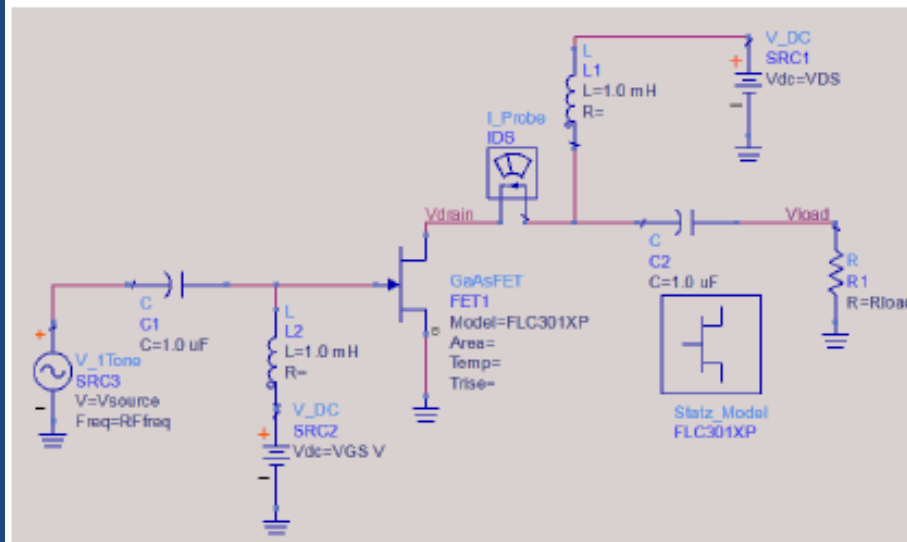 V_DC
SRC1
Vdc=VDS
L
L1
L=1.0 mH
R=
I_Probe
IDS
Vdrain
Vload
C
C2
C=1.0 uF
R
R1
R=Rload
GaAsFET
FET1
Model=FLC301XP
Area=
Temp=
Trise=
C
C1
C=1.0 uF
L
L2
L=1.0 mH
R=
V_1Tone
SRC3
V=Vsource
Freq=RFfreq
V_DC
SRC2
Vdc=VGS V
Statz_Model
FLC301XP